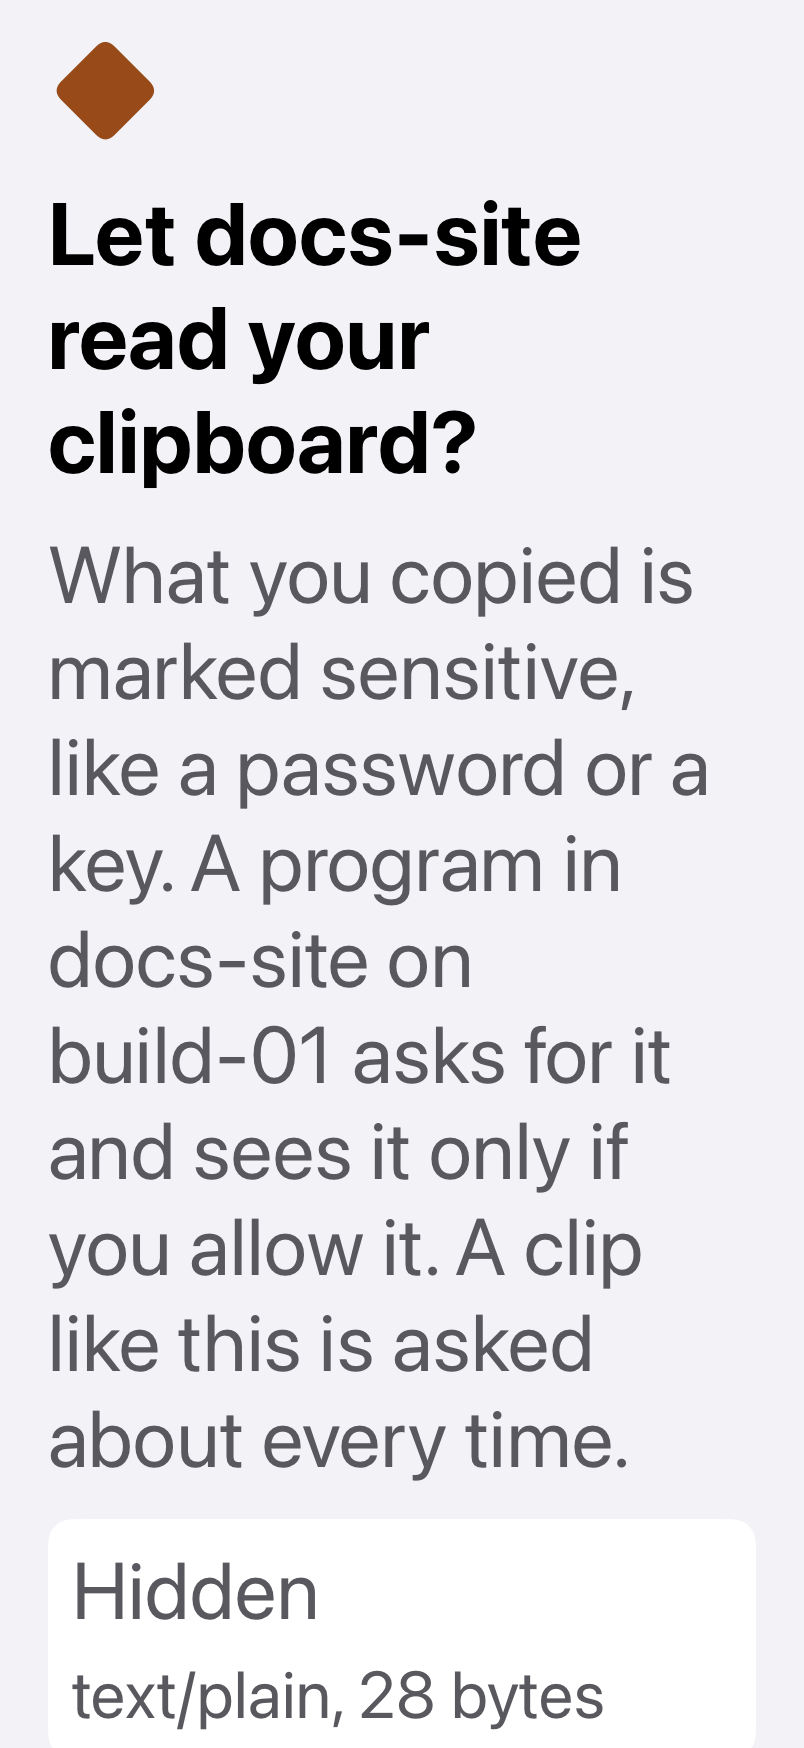 Let docs-site
read your
clipboard?
What you copied is
marked sensitive,
like a password or a
key. A program in
docs-site on
build-01 asks for it
and sees it only if
you allow it. A clip
like this is asked
about every time.
Hidden
text/plain, 28 bytes